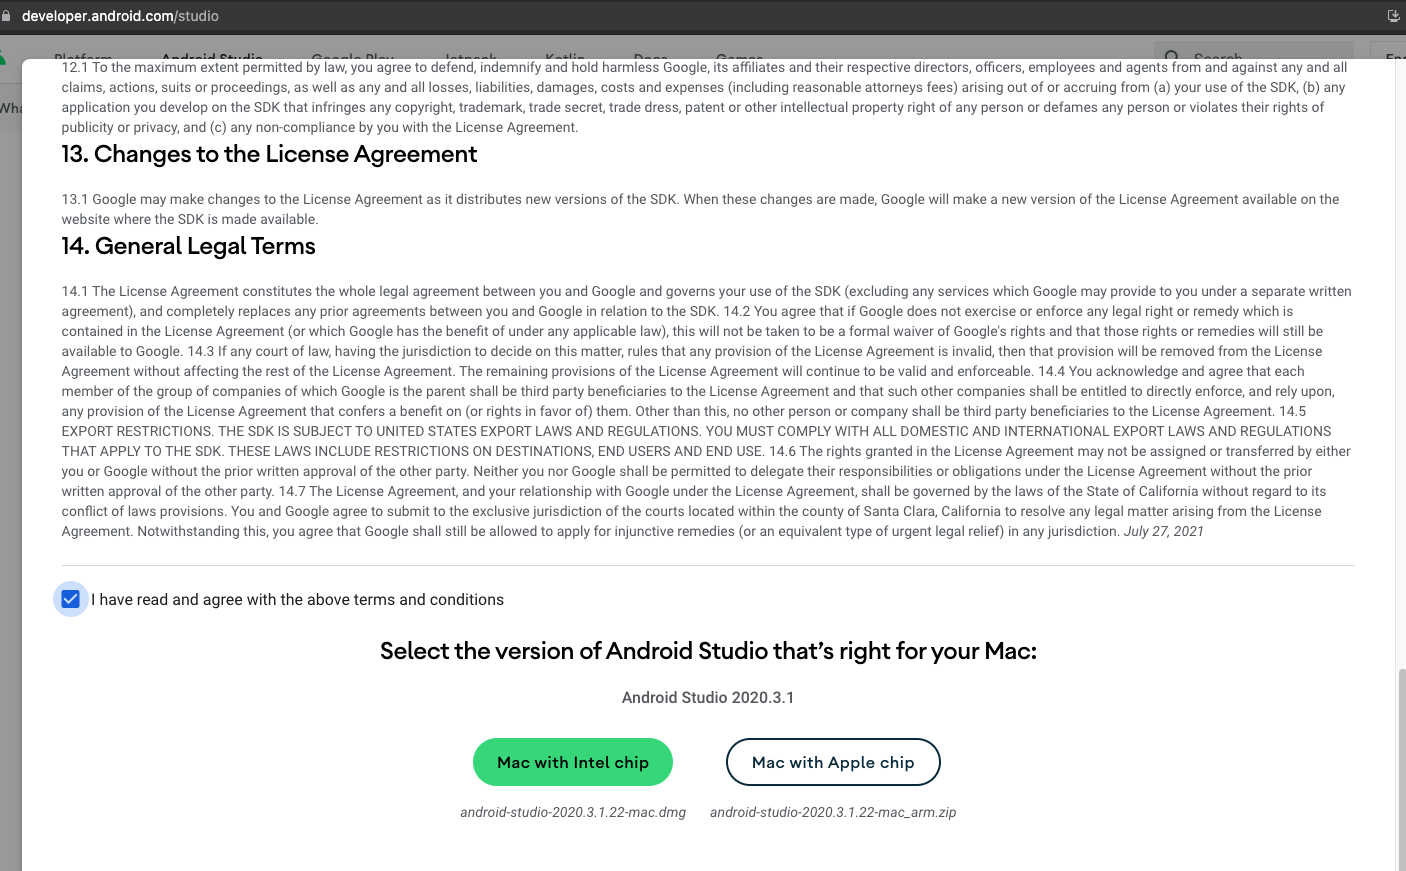 developer.android.com/studio
Platform Android Studio Google Play Jetpack Kotlin Docs Games Search
12.1 To the maximum extent permitted by law, you agree to defend, indemnify and hold harmless Google, its affiliates and their respective directors, officers, employees and agents from and against any and all
claims, actions, suits or proceedings, as well as any and all losses, liabilities, damages, costs and expenses (including reasonable attorneys fees) arising out of or accruing from (a) your use of the SDK, (b) any
application you develop on the SDK that infringes any copyright, trademark, trade secret, trade dress, patent or other intellectual property right of any person or defames any person or violates their rights of
publicity or privacy, and (c) any non-compliance by you with the License Agreement.
13. Changes to the License Agreement
13.1 Google may make changes to the License Agreement as it distributes new versions of the SDK. When these changes are made, Google will make a new version of the License Agreement available on the
website where the SDK is made available.
14. General Legal Terms
14.1 The License Agreement constitutes the whole legal agreement between you and Google and governs your use of the SDK (excluding any services which Google may provide to you under a separate written
agreement), and completely replaces any prior agreements between you and Google in relation to the SDK. 14.2 You agree that if Google does not exercise or enforce any legal right or remedy which is
contained in the License Agreement (or which Google has the benefit of under any applicable law), this will not be taken to be a formal waiver of Google's rights and that those rights or remedies will still be
available to Google. 14.3 If any court of law, having the jurisdiction to decide on this matter, rules that any provision of the License Agreement is invalid, then that provision will be removed from the License
Agreement without affecting the rest of the License Agreement. The remaining provisions of the License Agreement will continue to be valid and enforceable. 14.4 You acknowledge and agree that each
member of the group of companies of which Google is the parent shall be third party beneficiaries to the License Agreement and that such other companies shall be entitled to directly enforce, and rely upon,
any provision of the License Agreement that confers a benefit on (or rights in favor of) them. Other than this, no other person or company shall be third party beneficiaries to the License Agreement. 14.5
EXPORT RESTRICTIONS. THE SDK IS SUBJECT TO UNITED STATES EXPORT LAWS AND REGULATIONS. YOU MUST COMPLY WITH ALL DOMESTIC AND INTERNATIONAL EXPORT LAWS AND REGULATIONS
THAT APPLY TO THE SDK. THESE LAWS INCLUDE RESTRICTIONS ON DESTINATIONS, END USERS AND END USE. 14.6 The rights granted in the License Agreement may not be assigned or transferred by either
you or Google without the prior written approval of the other party. Neither you nor Google shall be permitted to delegate their responsibilities or obligations under the License Agreement without the prior
written approval of the other party. 14.7 The License Agreement, and your relationship with Google under the License Agreement, shall be governed by the laws of the State of California without regard to its
conflict of laws provisions. You and Google agree to submit to the exclusive jurisdiction of the courts located within the county of Santa Clara, California to resolve any legal matter arising from the License
Agreement. Notwithstanding this, you agree that Google shall still be allowed to apply for injunctive remedies (or an equivalent type of urgent legal relief) in any jurisdiction. July 27, 2021
I have read and agree with the above terms and conditions
Select the version of Android Studio that’s right for your Mac:
Android Studio 2020.3.1
Mac with Intel chip Mac with Apple chip
android-studio-2020.3.1.22-mac.dmg android-studio-2020.3.1.22-mac_arm.zip